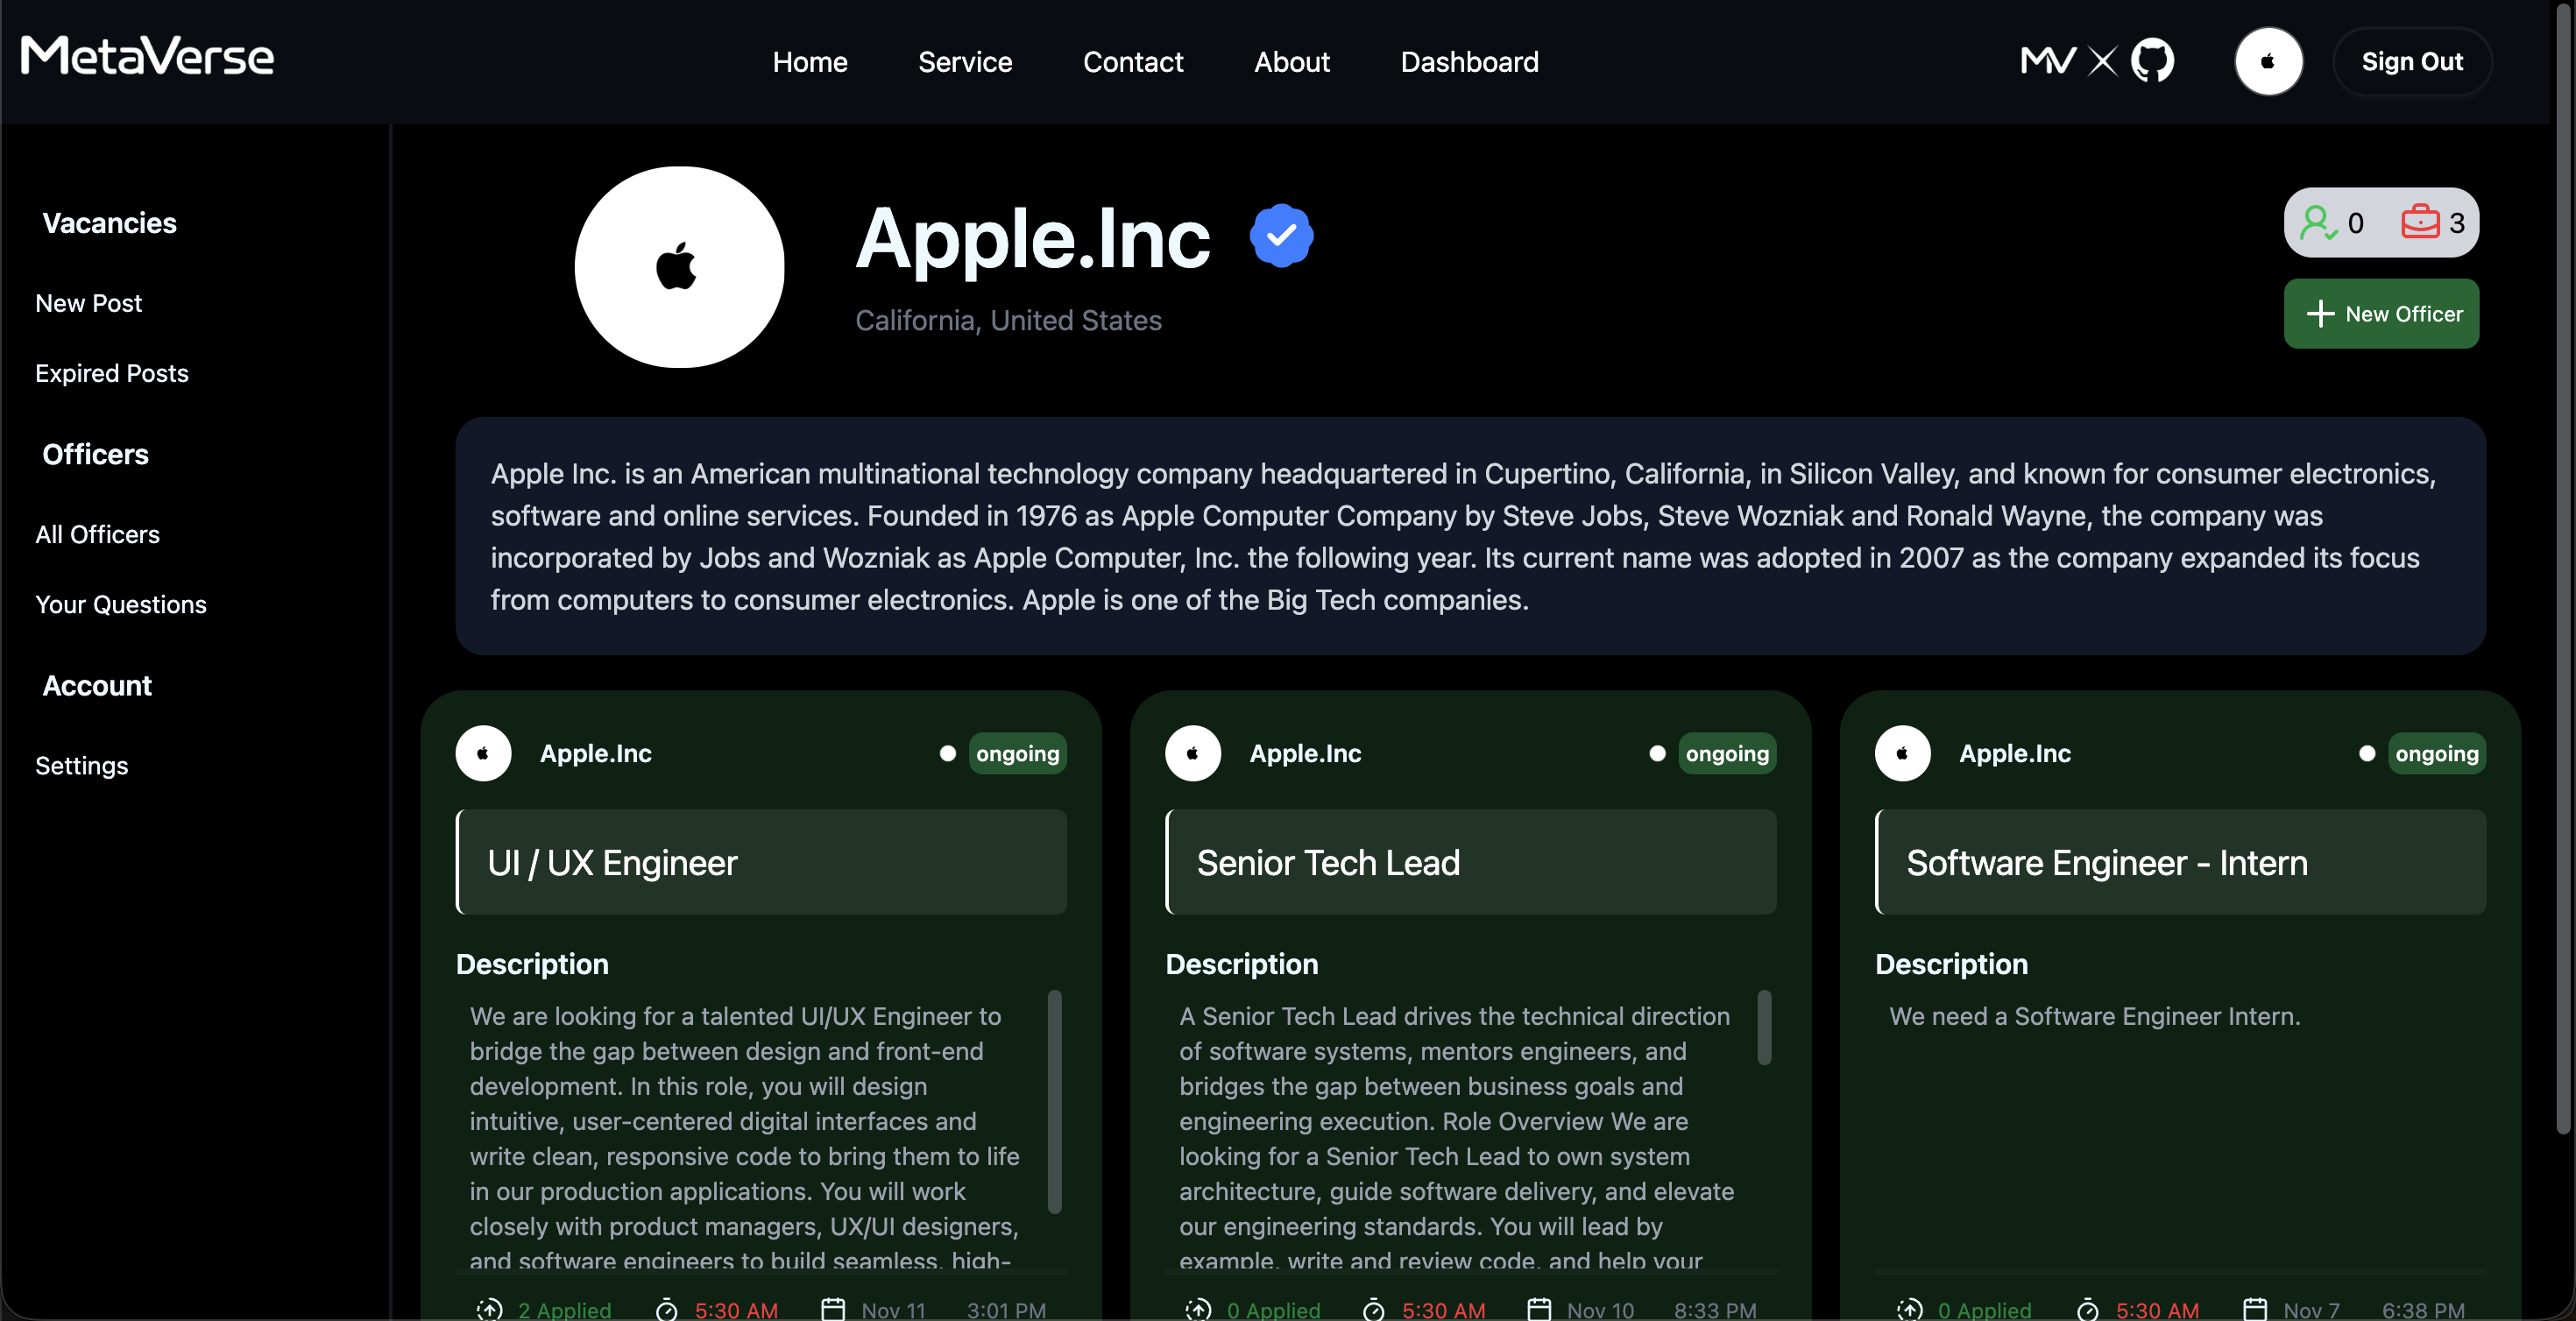 MetaVerse
Home
Service
Contact
About
Dashboard
MV
Sign Out
Vacancies
New Post
Expired Posts
Officers
All Officers
Your Questions
Account
Settings
Apple.Inc
California, United States
0
3
New Officer
Apple Inc. is an American multinational technology company headquartered in Cupertino, California, in Silicon Valley, and known for consumer electronics,
software and online services. Founded in 1976 as Apple Computer Company by Steve Jobs, Steve Wozniak and Ronald Wayne, the company was
incorporated by Jobs and Wozniak as Apple Computer, Inc. the following year. Its current name was adopted in 2007 as the company expanded its focus
from computers to consumer electronics. Apple is one of the Big Tech companies.
Apple.Inc
ongoing
UI / UX Engineer
Description
We are looking for a talented UI/UX Engineer to
bridge the gap between design and front-end
development. In this role, you will design
intuitive, user-centered digital interfaces and
write clean, responsive code to bring them to life
in our production applications. You will work
closely with product managers, UX/UI designers,
and software engineers to build seamless, high-
2 Applied
5:30 AM
Nov 11
3:01 PM
Apple.Inc
ongoing
Senior Tech Lead
Description
A Senior Tech Lead drives the technical direction
of software systems, mentors engineers, and
bridges the gap between business goals and
engineering execution. Role Overview We are
looking for a Senior Tech Lead to own system
architecture, guide software delivery, and elevate
our engineering standards. You will lead by
example, write and review code, and help your
0 Applied
5:30 AM
Nov 10
8:33 PM
Apple.Inc
ongoing
Software Engineer - Intern
Description
We need a Software Engineer Intern.
0 Applied
5:30 AM
Nov 7
6:38 PM